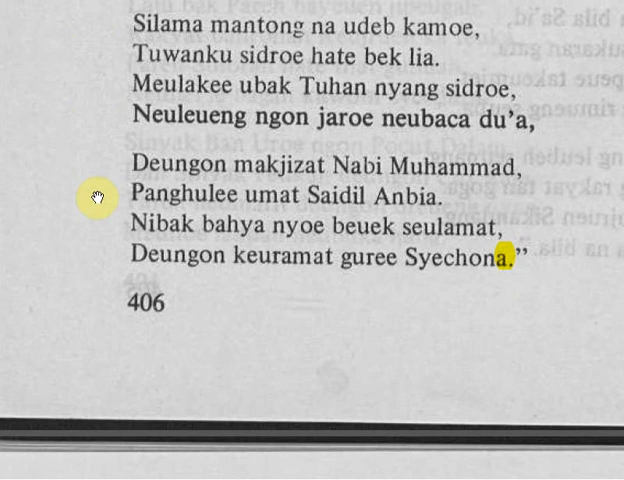 Silama mantong na udeb kamoe,
Tuwanku sidroe hate bek lia.
Meulakee ubak Tuhan nyang sidroe,
Neuleueng ngon jaroe neubaca du’a,
Deungon makjizat Nabi Muhammad,
Panghulee umat Saidil Anbia.
Nibak bahya nyoe beuek seulamat,
Deungon keuramat guree Syechona.”
406